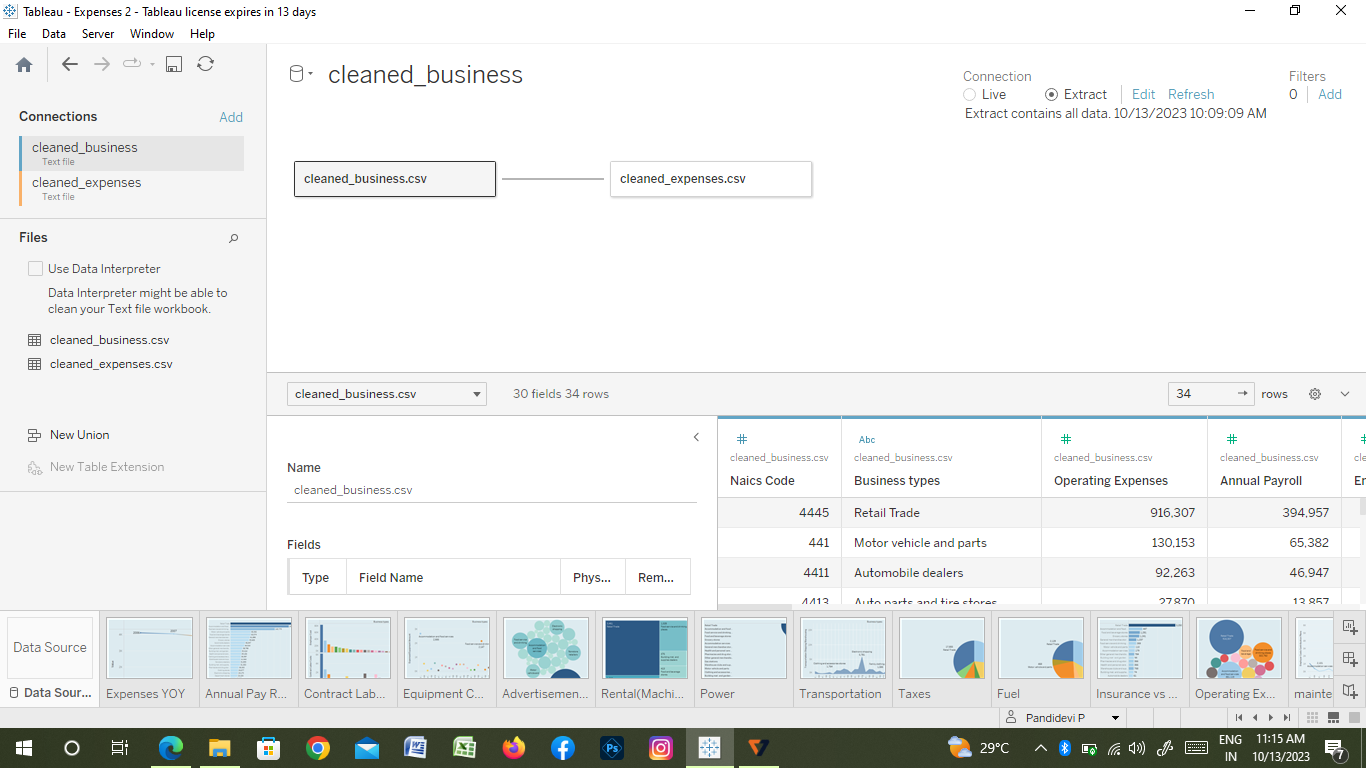 Tableau - Expenses 2 - Tableau license expires in 13 days
File Data Server Window Help
Connections Add
cleaned_business
Text file
cleaned_expenses
Text file
Files
Use Data Interpreter
Data Interpreter might be able to
clean your Text file workbook.
cleaned_business.csv
cleaned_expenses.csv
New Union
New Table Extension
cleaned_business
Connection
Live Extract Edit Refresh
Extract contains all data. 10/13/2023 10:09:09 AM
Filters
0 Add
cleaned_business.csv
cleaned_expenses.csv
cleaned_business.csv 30 fields 34 rows 34 rows
Name
cleaned_business.csv
Fields
Type Field Name Phys... Rem...
# Abc # # #
cleaned_business.csv cleaned_business.csv cleaned_business.csv cleaned_business.csv cle
Naics Code Business types Operating Expenses Annual Payroll Er
4445 Retail Trade 916,307 394,957
441 Motor vehicle and parts 130,153 65,382
4411 Automobile dealers 92,263 46,947
4413 Auto parts and tire stores 27,870 13,857
Data Source
Data Sour... Expenses YOY Annual Pay R... Contract Lab... Equipment C... Advertisemen... Rental(Machi... Power Transportation Taxes Fuel Insurance vs ... Operating Ex... mainte
Pandidevi P
29°C ENG 11:15 AM
IN 10/13/2023 7